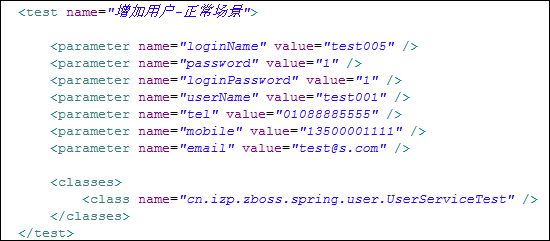 <test name="增加用户-正常场景">
<parameter name="loginName" value="test005" />
<parameter name="password" value="1" />
<parameter name="loginPassword" value="1" />
<parameter name="userName" value="test001" />
<parameter name="tel" value="01088885555" />
<parameter name="mobile" value="13500001111" />
<parameter name="email" value="test@s.com" />
<classes>
<class name="cn.izp.zboss.spring.user.UserServiceTest" />
</classes>
</test>